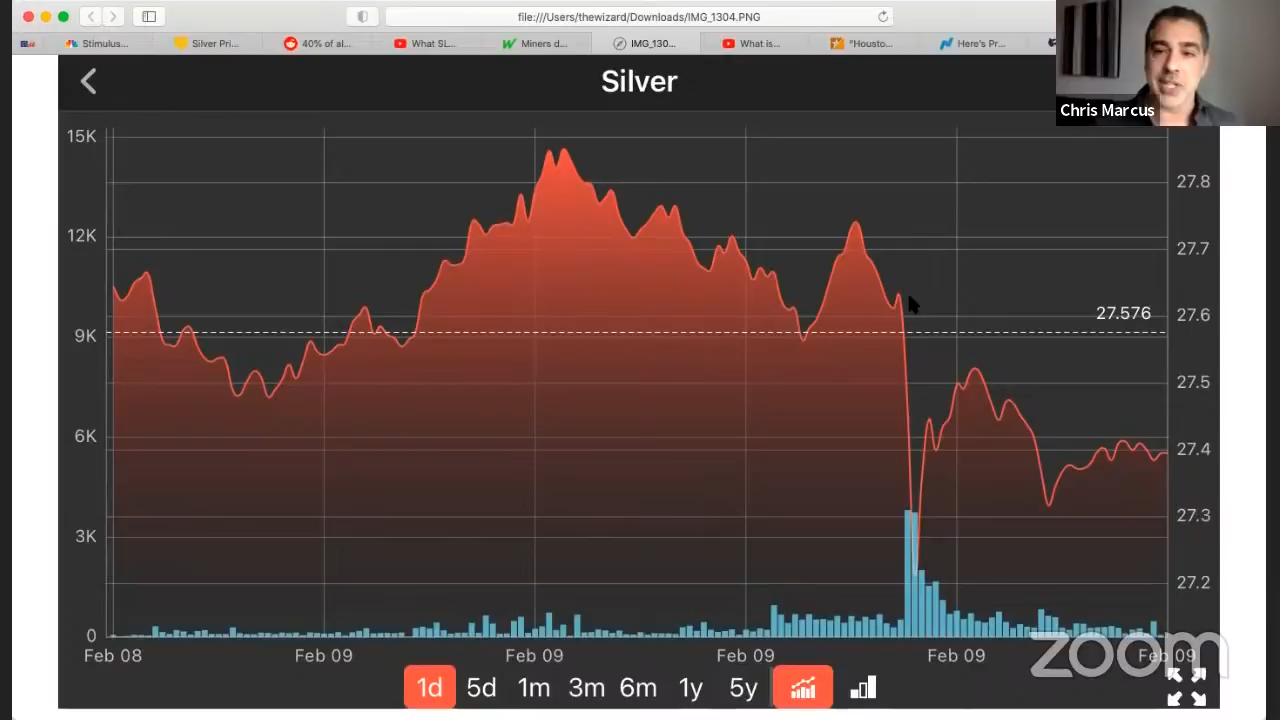 file:///Users/thewizard/Downloads/IMG_1304.PNG
Stimulus...
Silver Pri...
40% of al...
What SL...
Miners d...
IMG_130...
What is...
"Housto...
Here's Pr...
Silver
Chris Marcus
15K
12K
9K
6K
3K
0
27.8
27.7
27.576
27.6
27.5
27.4
27.3
27.2
Feb 08
Feb 09
Feb 09
Feb 09
Feb 09
Feb 09
zoom
1d
5d
1m
3m
6m
1y
5y